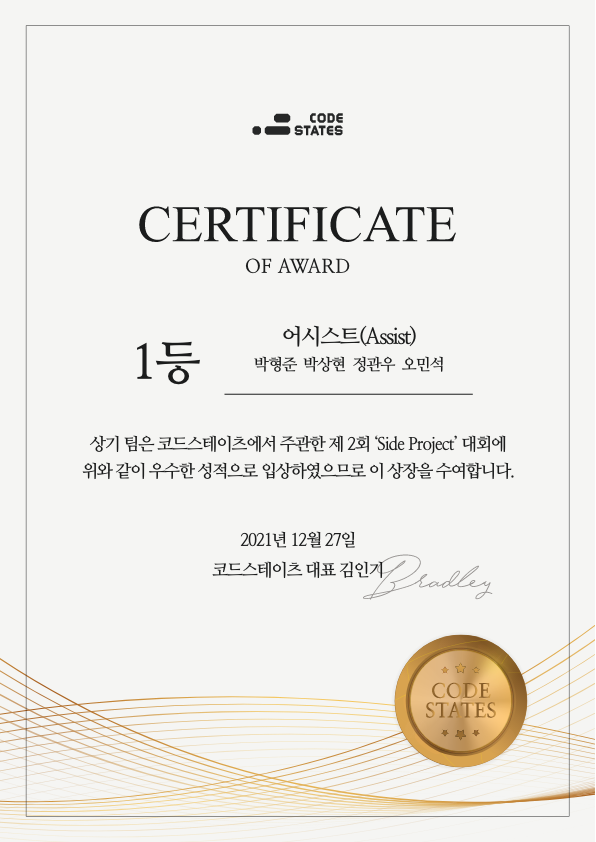 CODE
STATES
CERTIFICATE
OF AWARD
1등
어시스트(Assist)
박형준 박상현 정관우 오민석
상기 팀은 코드스테이츠에서 주관한 제 2회 ‘Side Project’ 대회에
위와 같이 우수한 성적으로 입상하였으므로 이 상장을 수여합니다.
2021년 12월 27일
코드스테이츠 대표 김인기
Bradley
CODE
STATES